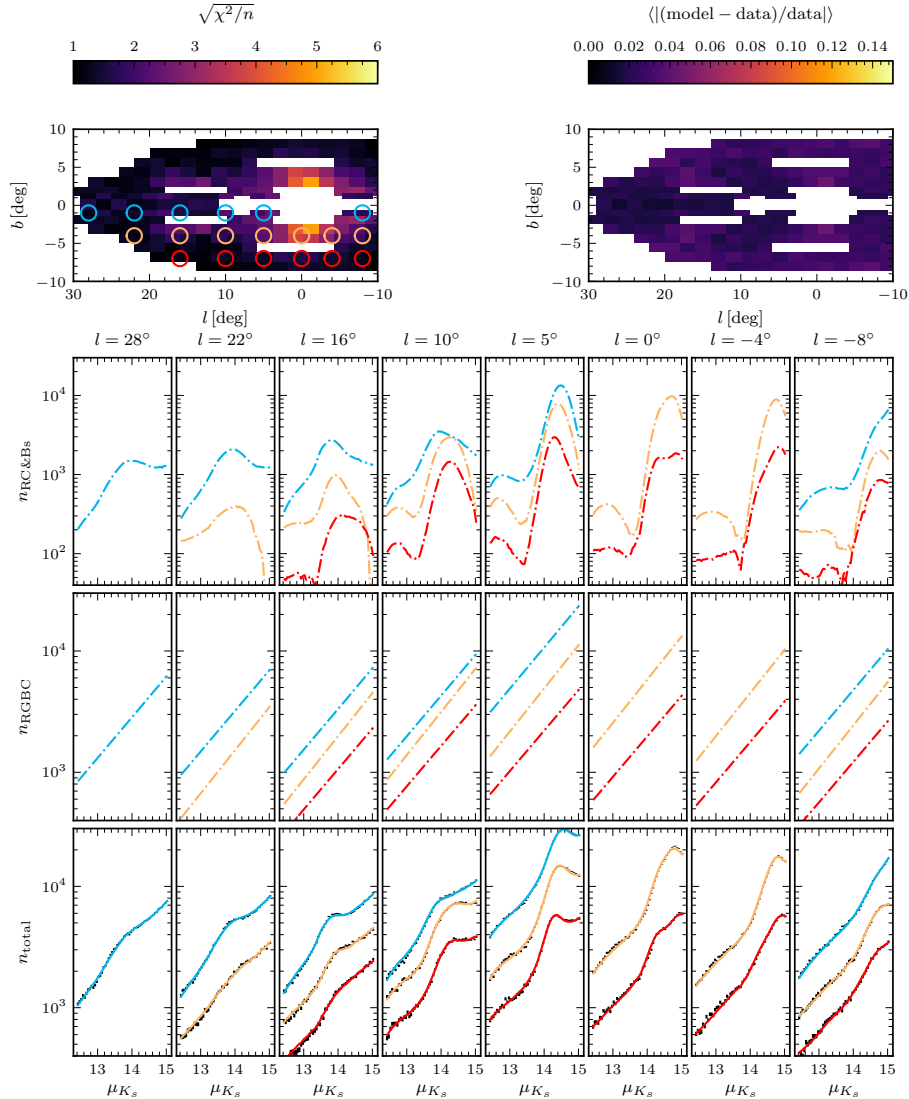 √χ²/n
⟨|(model − data)/data|⟩
1 2 3 4 5 6
0.00 0.02 0.04 0.06 0.08 0.10 0.12 0.14
10
5
0
−5
−10
b [deg]
30 20 10 0 −10
l [deg]
10
5
0
−5
−10
b [deg]
30 20 10 0 −10
l [deg]
l = 28° l = 22° l = 16° l = 10° l = 5° l = 0° l = −4° l = −8°
10⁴
10³
10²
n_RC&Bs
10⁴
10³
n_RGBC
10⁴
10³
n_total
13 14 15 13 14 15 13 14 15 13 14 15 13 14 15 13 14 15 13 14 15 13 14 15
μ_Ks μ_Ks μ_Ks μ_Ks μ_Ks μ_Ks μ_Ks μ_Ks